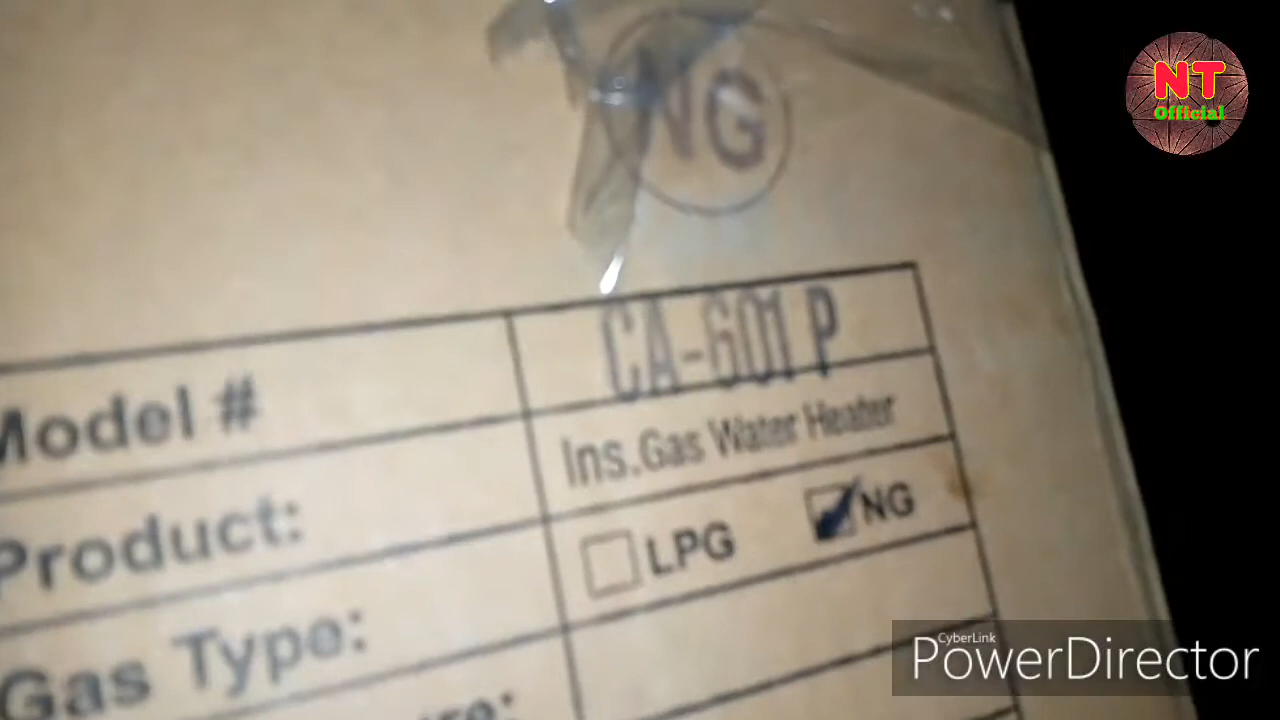 NG
NT
Official
Model # CA-601 P
Product: Ins.Gas Water Heater
Gas Type: LPG NG
CyberLink
PowerDirector